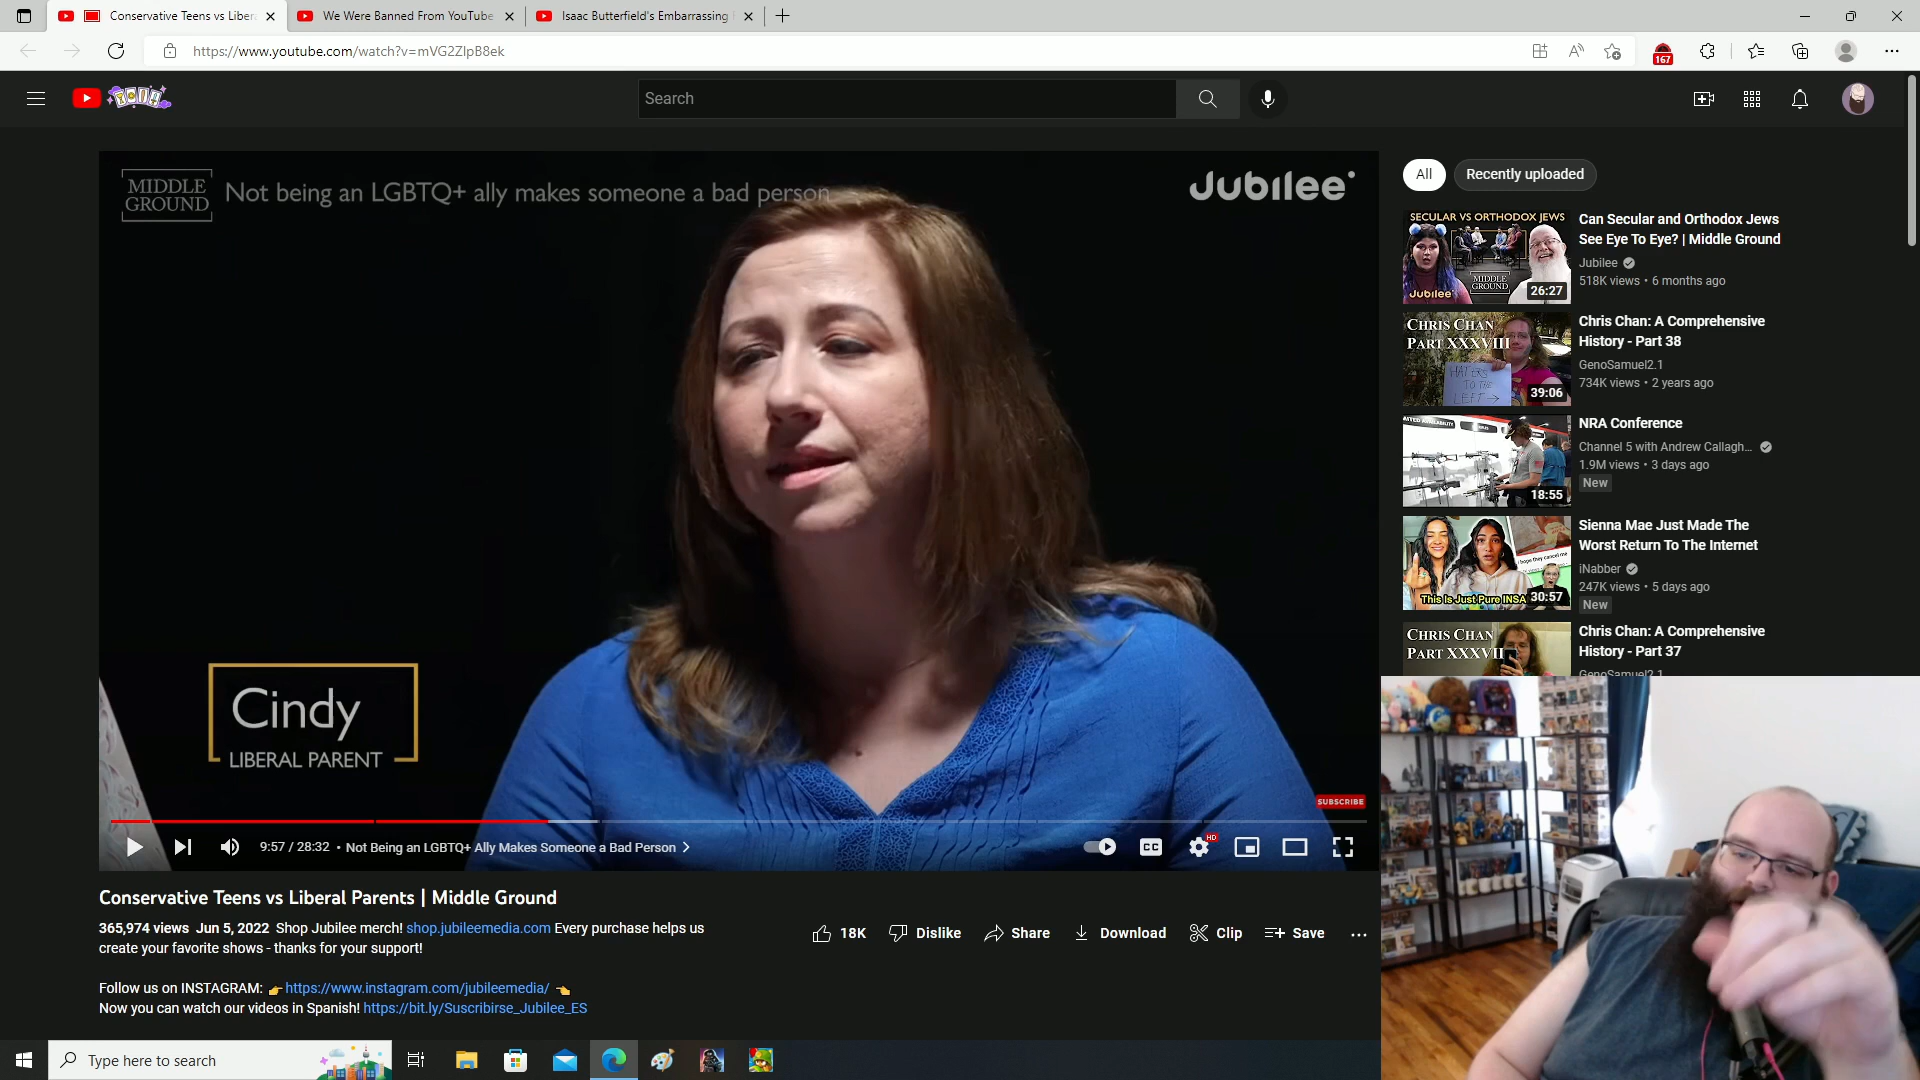 Conservative Teens vs Liber
We Were Banned From YouTube
Isaac Butterfield's Embarrassing
https://www.youtube.com/watch?v=mVG2ZlpB8ek
167
Search
MIDDLE GROUND
Not being an LGBTQ+ ally makes someone a bad person
Jubilee
Cindy
LIBERAL PARENT
SUBSCRIBE
9:57 / 28:32 • Not Being an LGBTQ+ Ally Makes Someone a Bad Person
CC
HD
Conservative Teens vs Liberal Parents | Middle Ground
365,974 views Jun 5, 2022 Shop Jubilee merch! shop.jubileemedia.com Every purchase helps us
create your favorite shows - thanks for your support!
18K
Dislike
Share
Download
Clip
Save
Follow us on INSTAGRAM: 👉https://www.instagram.com/jubileemedia/ 👈
Now you can watch our videos in Spanish! https://bit.ly/Suscribirse_Jubilee_ES
All
Recently uploaded
SECULAR VS ORTHODOX JEWS
MIDDLE GROUND
Jubilee
26:27
Can Secular and Orthodox Jews
See Eye To Eye? | Middle Ground
Jubilee
518K views • 6 months ago
CHRIS CHAN
PART XXXVIII
HATERS
TO THE
LEFT
39:06
Chris Chan: A Comprehensive
History - Part 38
GenoSamuel2.1
734K views • 2 years ago
18:55
NRA Conference
Channel 5 with Andrew Callagh...
1.9M views • 3 days ago
New
This Is Just Pure INSA
30:57
Sienna Mae Just Made The
Worst Return To The Internet
iNabber
247K views • 5 days ago
New
CHRIS CHAN
PART XXXVII
Chris Chan: A Comprehensive
History - Part 37
GenoSamuel2.1
Type here to search